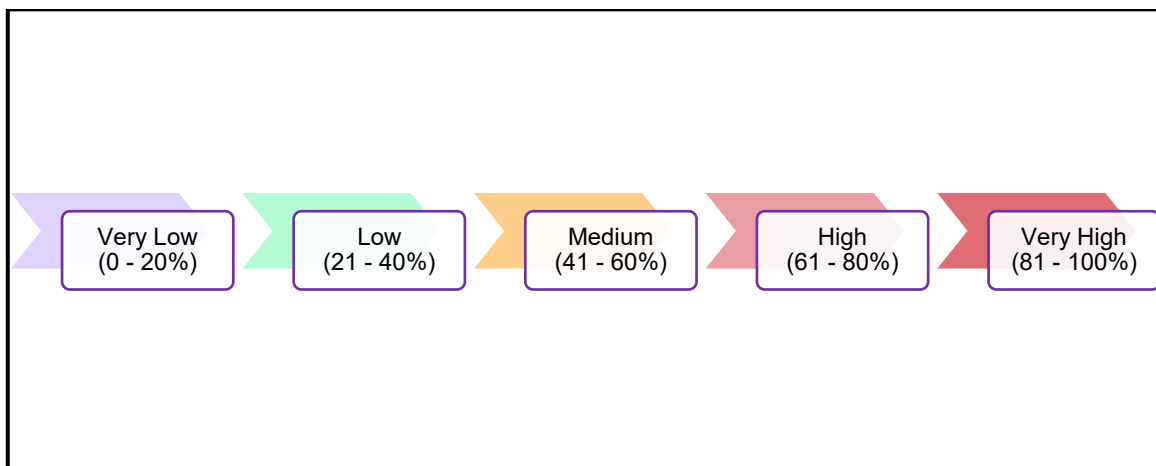 Very Low
(0 - 20%)
Low
(21 - 40%)
Medium
(41 - 60%)
High
(61 - 80%)
Very High
(81 - 100%)